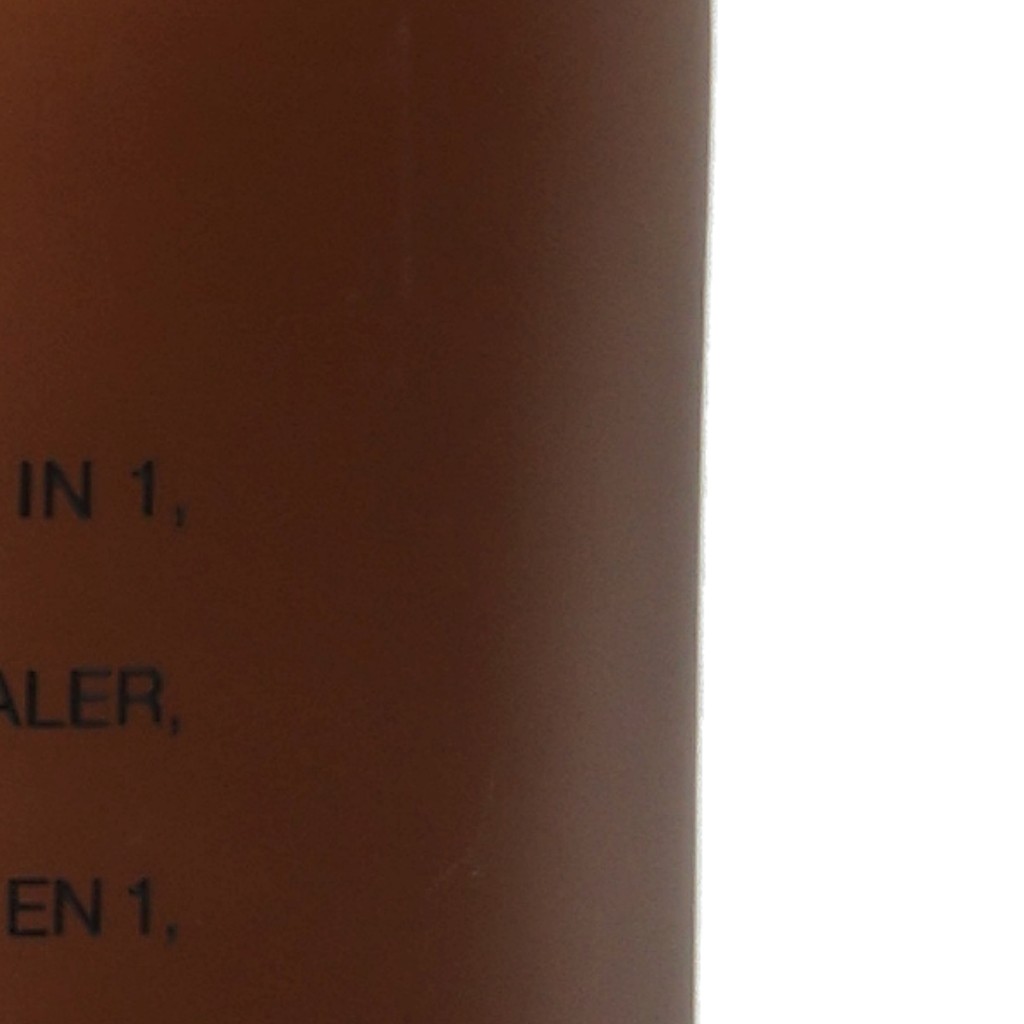 IN 1,
ALER,
EN 1,